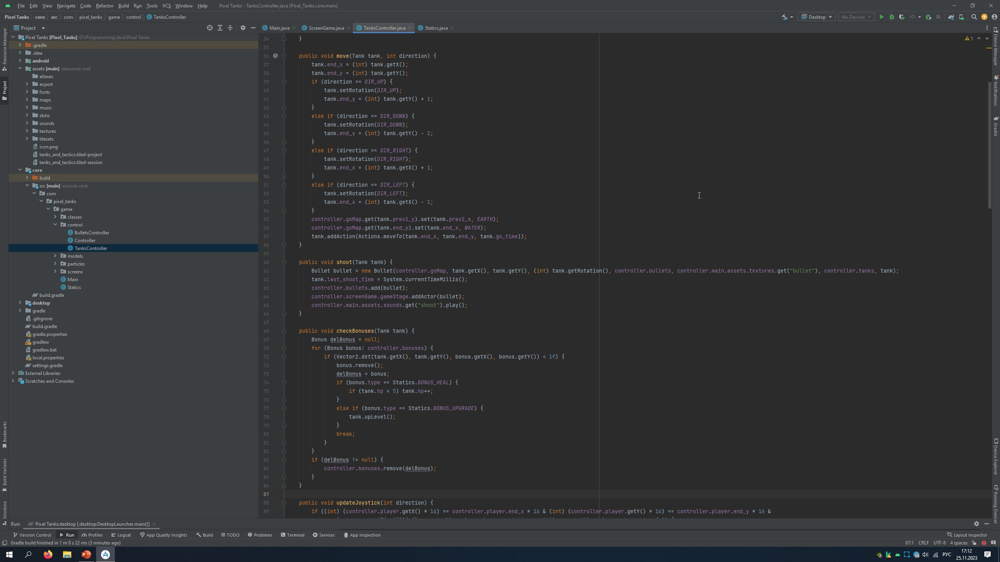 File Edit View Navigate Code Refactor Build Run Tools VCS Window Help Pixel Tanks - TanksController.java [Pixel_Tanks.core.main]
Pixel Tanks core src com pixel_tanks game control TanksController Desktop No Devices
Project Main.java ScreenGame.java TanksController.java Statics.java
Resource Manager
Project
Bookmarks
Build Variants
Structure
Pixel Tanks [Pixel_Tanks] D:\Programming\Java\Pixel Tanks
.gradle
.idea
android
assets [main] resources root
atlases
export
fonts
maps
music
skins
sounds
textures
tilesets
icon.png
tanks_and_tactics.tiled-project
tanks_and_tactics.tiled-session
core
build
src [main] sources root
com
pixel_tanks
game
classes
control
BulletsController
Controller
TanksController
models
particles
screens
Main
Statics
build.gradle
desktop
gradle
.gitignore
build.gradle
gradle.properties
gradlew
gradlew.bat
local.properties
settings.gradle
External Libraries
Scratches and Consoles
1
34 }
35
36 @ public void move(Tank tank, int direction) {
37 tank.end_x = (int) tank.getX();
38 tank.end_y = (int) tank.getY();
39 if (direction == DIR_UP) {
40 tank.setRotation(DIR_UP);
41 tank.end_y = (int) tank.getY() + 1;
42 }
43 else if (direction == DIR_DOWN) {
44 tank.setRotation(DIR_DOWN);
45 tank.end_y = (int) tank.getY() - 1;
46 }
47 else if (direction == DIR_RIGHT) {
48 tank.setRotation(DIR_RIGHT);
49 tank.end_x = (int) tank.getX() + 1;
50 }
51 else if (direction == DIR_LEFT) {
52 tank.setRotation(DIR_LEFT);
53 tank.end_x = (int) tank.getX() - 1;
54 }
55 controller.goMap.get(tank.prev2_y).set(tank.prev2_x, EARTH);
56 controller.goMap.get(tank.end_y).set(tank.end_x, WATER);
57 tank.addAction(Actions.moveTo(tank.end_x, tank.end_y, tank.go_time));
58 }
59
60 public void shoot(Tank tank) {
61 Bullet bullet = new Bullet(controller.goMap, tank.getX(), tank.getY(), (int) tank.getRotation(), controller.bullets, controller.main.assets.textures.get("bullet"), controller.tanks, tank);
62 tank.last_shoot_time = System.currentTimeMillis();
63 controller.bullets.add(bullet);
64 controller.screenGame.gameStage.addActor(bullet);
65 controller.main.assets.sounds.get("shoot").play();
66 }
67
68 public void checkBonuses(Tank tank) {
69 Bonus delBonus = null;
70 for (Bonus bonus: controller.bonuses) {
71 if (Vector2.dst(tank.getX(), tank.getY(), bonus.getX(), bonus.getY()) < 1f) {
72 bonus.remove();
73 delBonus = bonus;
74 if (bonus.type == Statics.BONUS_HEAL) {
75 if (tank.hp < 5) tank.hp++;
76 }
77 else if (bonus.type == Statics.BONUS_UPGRADE) {
78 tank.upLevel();
79 }
80 break;
81 }
82 }
83 if (delBonus != null) {
84 controller.bonuses.remove(delBonus);
85 }
86 }
87
88 public void updateJoystick(int direction) {
89 if ((int) (controller.player.getX() * 16) == controller.player.end_x * 16 & (int) (controller.player.getY() * 16) == controller.player.end_y * 16 &
Device Manager
Notifications
Gradle
Device Explorer
Running Devices
Run: Pixel Tanks:desktop [:desktop:DesktopLauncher.main()]
Version Control Run Profiler Logcat App Quality Insights Build TODO Problems Terminal Services App Inspection Layout Inspector
Gradle build finished in 1 m 8 s 22 ms (3 minutes ago) 87:1 CRLF UTF-8 4 spaces
59 РУС 17:12
25.11.2023